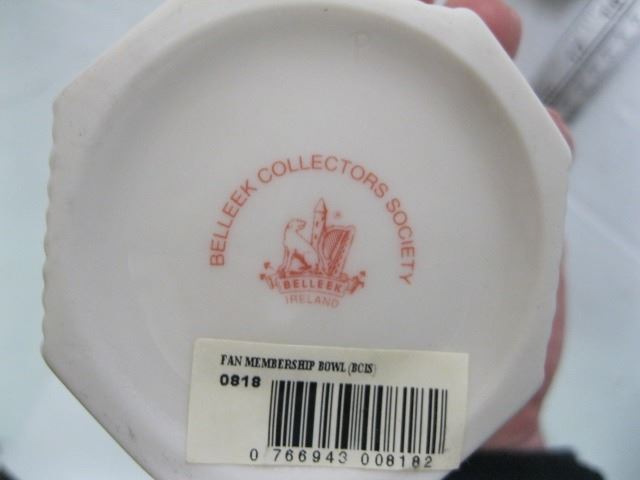 BELLEEK COLLECTORS SOCIETY
®
BELLEEK
IRELAND
FAN MEMBERSHIP BOWL (BCIS)
0818
0 766943 008182